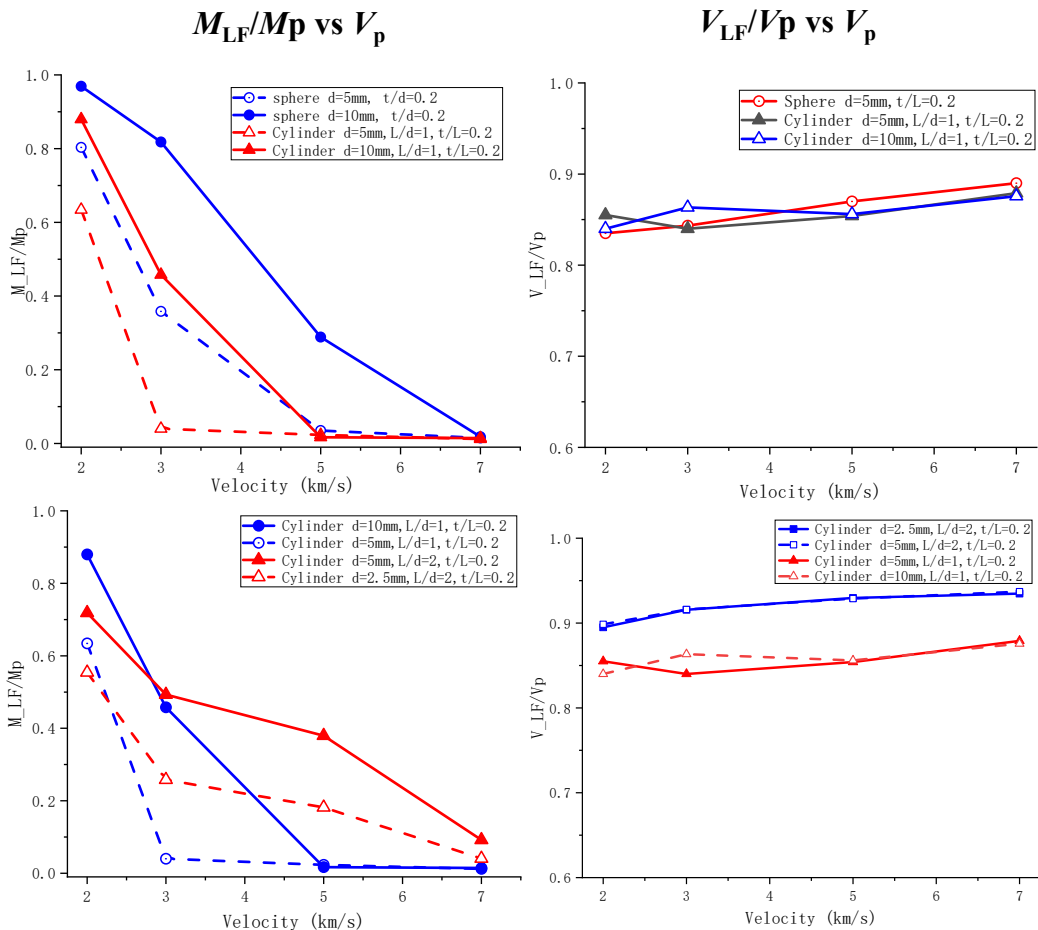 M_LF/Mp vs V_p
V_LF/Vp vs V_p
1.0
0.8
0.6
0.4
0.2
0.0
M_LF/Mp
sphere d=5mm, t/d=0.2
sphere d=10mm, t/d=0.2
Cylinder d=5mm,L/d=1,t/L=0.2
Cylinder d=10mm,L/d=1,t/L=0.2
2 3 4 5 6 7
Velocity (km/s)
1.0
0.9
0.8
0.7
0.6
V_LF/Vp
Sphere d=5mm,t/L=0.2
Cylinder d=5mm,L/d=1,t/L=0.2
Cylinder d=10mm,L/d=1,t/L=0.2
2 3 4 5 6 7
Velocity (km/s)
1.0
0.8
0.6
0.4
0.2
0.0
M_LF/Mp
Cylinder d=10mm,L/d=1,t/L=0.2
Cylinder d=5mm,L/d=1,t/L=0.2
Cylinder d=5mm,L/d=2,t/L=0.2
Cylinder d=2.5mm,L/d=2,t/L=0.2
2 3 4 5 6 7
Velocity (km/s)
1.0
0.9
0.8
0.7
0.6
V_LF/Vp
Cylinder d=2.5mm,L/d=2,t/L=0.2
Cylinder d=5mm,L/d=2,t/L=0.2
Cylinder d=5mm,L/d=1,t/L=0.2
Cylinder d=10mm,L/d=1,t/L=0.2
2 3 4 5 6 7
Velocity (km/s)